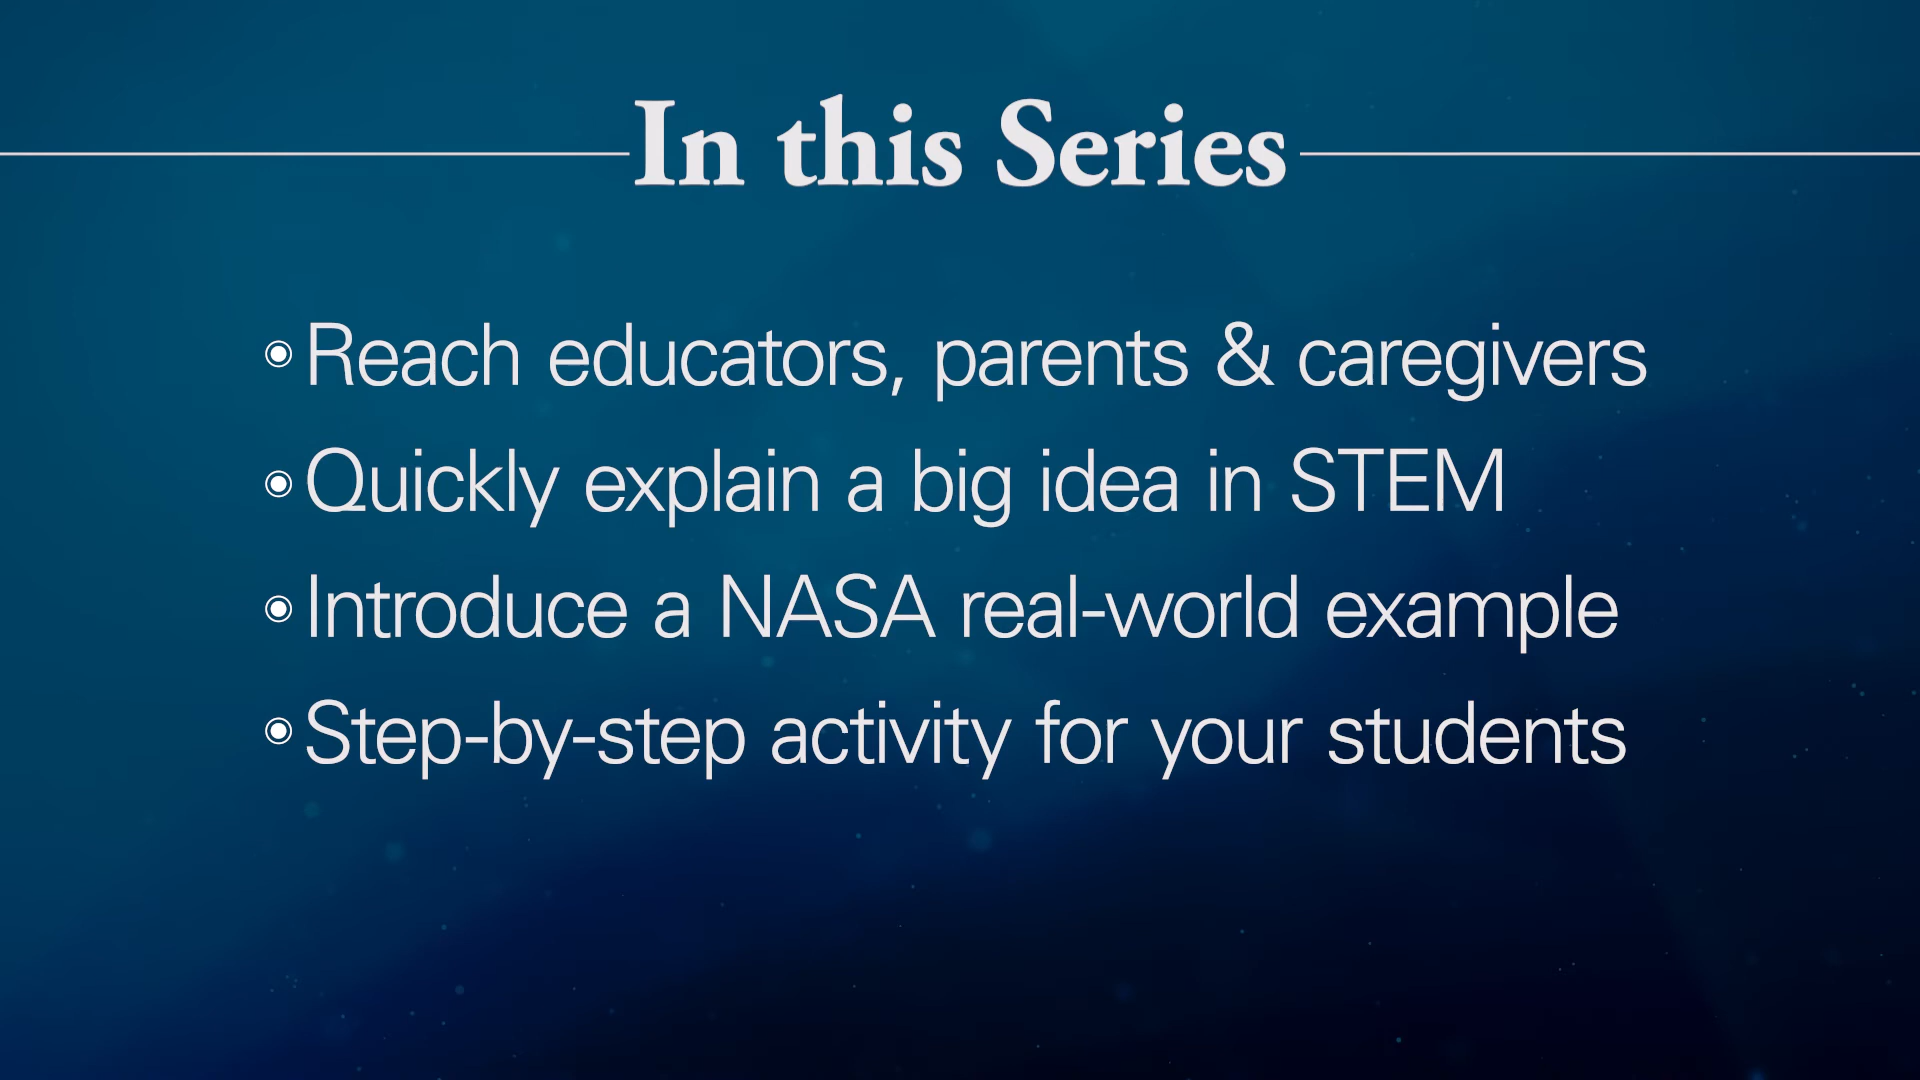 In this Series
◉ Reach educators, parents & caregivers
◉ Quickly explain a big idea in STEM
◉ Introduce a NASA real-world example
◉ Step-by-step activity for your students